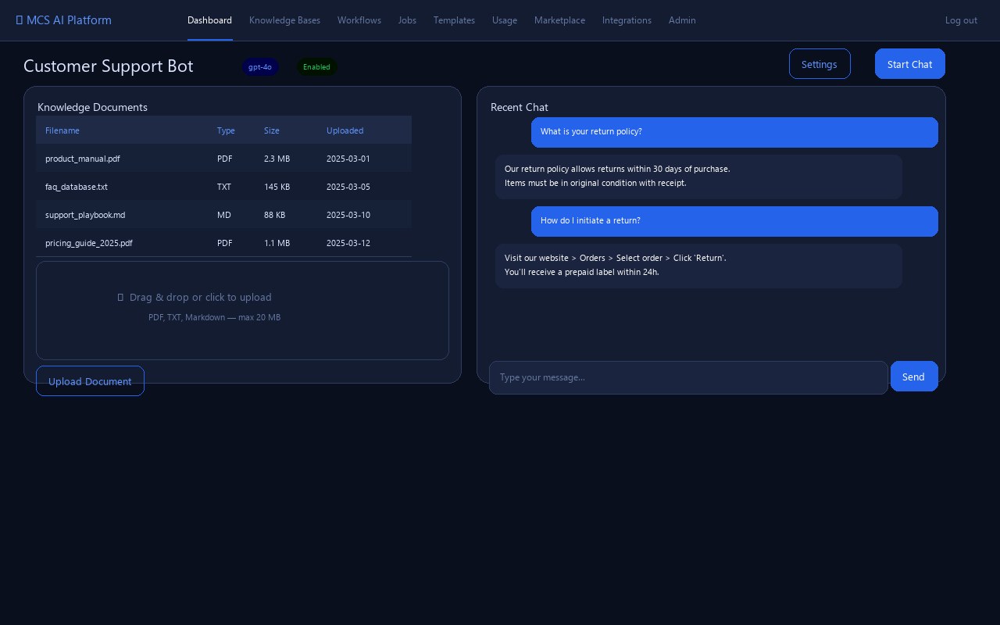 MCS AI Platform
Dashboard Knowledge Bases Workflows Jobs Templates Usage Marketplace Integrations Admin Log out
Customer Support Bot gpt-4o Enabled Settings Start Chat
Knowledge Documents
Filename Type Size Uploaded
product_manual.pdf PDF 2.3 MB 2025-03-01
faq_database.txt TXT 145 KB 2025-03-05
support_playbook.md MD 88 KB 2025-03-10
pricing_guide_2025.pdf PDF 1.1 MB 2025-03-12
Drag & drop or click to upload
PDF, TXT, Markdown — max 20 MB
Upload Document
Recent Chat
What is your return policy?
Our return policy allows returns within 30 days of purchase.
Items must be in original condition with receipt.
How do I initiate a return?
Visit our website > Orders > Select order > Click 'Return'.
You'll receive a prepaid label within 24h.
Type your message...
Send